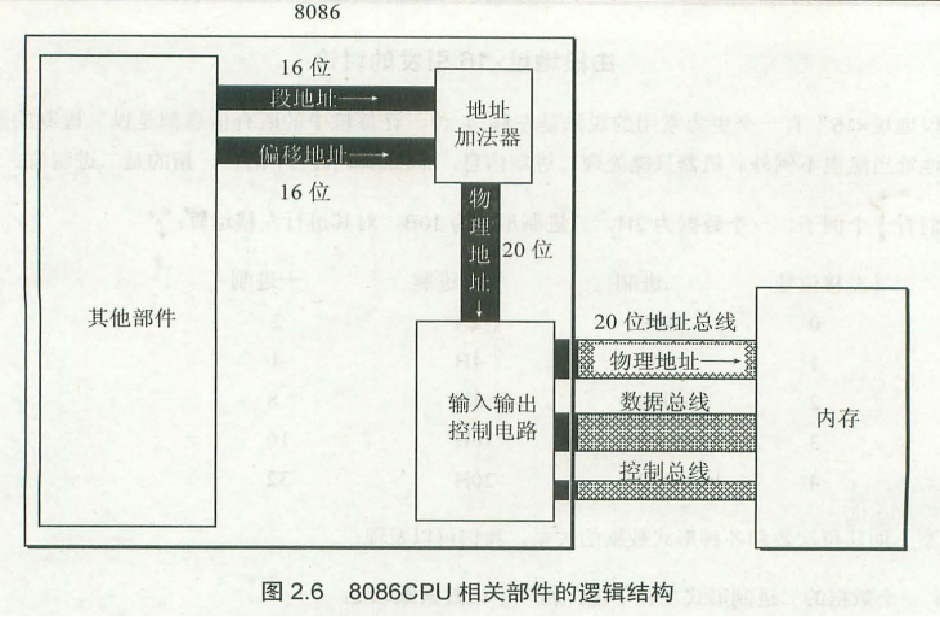 8086
16 位
段地址
偏移地址
16 位
地址
加法器
物
理
地
址
20 位
其他部件
输入输出
控制电路
20 位地址总线
物理地址
数据总线
控制总线
内存
图 2.6 8086CPU 相关部件的逻辑结构